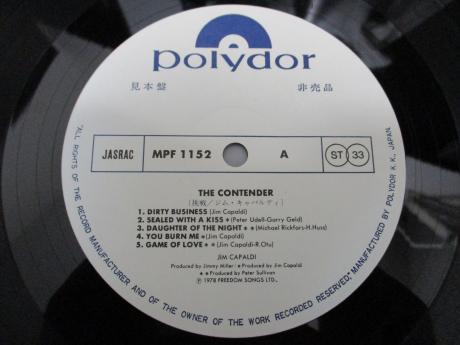 polydor
見本盤 非売品
JASRAC MPF 1152 A ST 33
THE CONTENDER
［挑戦／ジム・キャパルディ］
1. DIRTY BUSINESS (Jim Capaldi)
2. SEALED WITH A KISS * (Peter Udell-Garry Geld)
3. DAUGHTER OF THE NIGHT * * (Michael Rickfors-H.Huss)
4. YOU BURN ME * (Jim Capaldi)
5. GAME OF LOVE * * (Jim Capaldi-R.Otu)
JIM CAPALDI
Produced by Jimmy Miller / * Produced by Jim Capaldi
* * Produced by Peter Sullivan
Ⓟ 1978 FREEDOM SONGS LTD.,
"ALL RIGHTS OF THE RECORD MANUFACTURER AND OF THE OWNER OF THE WORK RECORDED RESERVED," MANUFACTURED BY POLYDOR K.K., JAPAN.